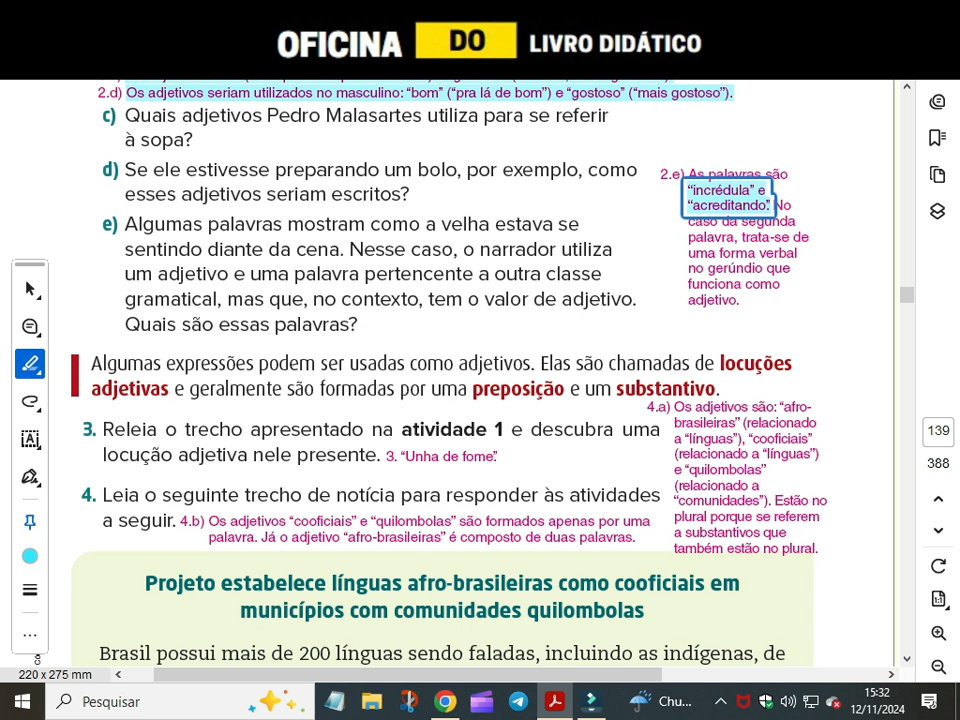 OFICINA DO LIVRO DIDÁTICO
2.d) Os adjetivos seriam utilizados no masculino: “bom” (“pra lá de bom”) e “gostoso” (“mais gostoso”).
c) Quais adjetivos Pedro Malasartes utiliza para se referir
à sopa?
d) Se ele estivesse preparando um bolo, por exemplo, como
esses adjetivos seriam escritos?
e) Algumas palavras mostram como a velha estava se
sentindo diante da cena. Nesse caso, o narrador utiliza
um adjetivo e uma palavra pertencente a outra classe
gramatical, mas que, no contexto, tem o valor de adjetivo.
Quais são essas palavras?
2.e) As palavras são
“incrédula” e
“acreditando”. No
caso da segunda
palavra, trata-se de
uma forma verbal
no gerúndio que
funciona como
adjetivo.
Algumas expressões podem ser usadas como adjetivos. Elas são chamadas de locuções
adjetivas e geralmente são formadas por uma preposição e um substantivo.
3. Releia o trecho apresentado na atividade 1 e descubra uma
locução adjetiva nele presente. 3. “Unha de fome”.
4. Leia o seguinte trecho de notícia para responder às atividades
a seguir. 4.b) Os adjetivos “cooficiais” e “quilombolas” são formados apenas por uma
palavra. Já o adjetivo “afro-brasileiras” é composto de duas palavras.
4.a) Os adjetivos são: “afro-
brasileiras” (relacionado
a “línguas”), “cooficiais”
(relacionado a “línguas”)
e “quilombolas”
(relacionado a
“comunidades”). Estão no
plural porque se referem
a substantivos que
também estão no plural.
Projeto estabelece línguas afro-brasileiras como cooficiais em
municípios com comunidades quilombolas
Brasil possui mais de 200 línguas sendo faladas, incluindo as indígenas, de
139
388
220 x 275 mm
Pesquisar
Chu...
15:32
12/11/2024